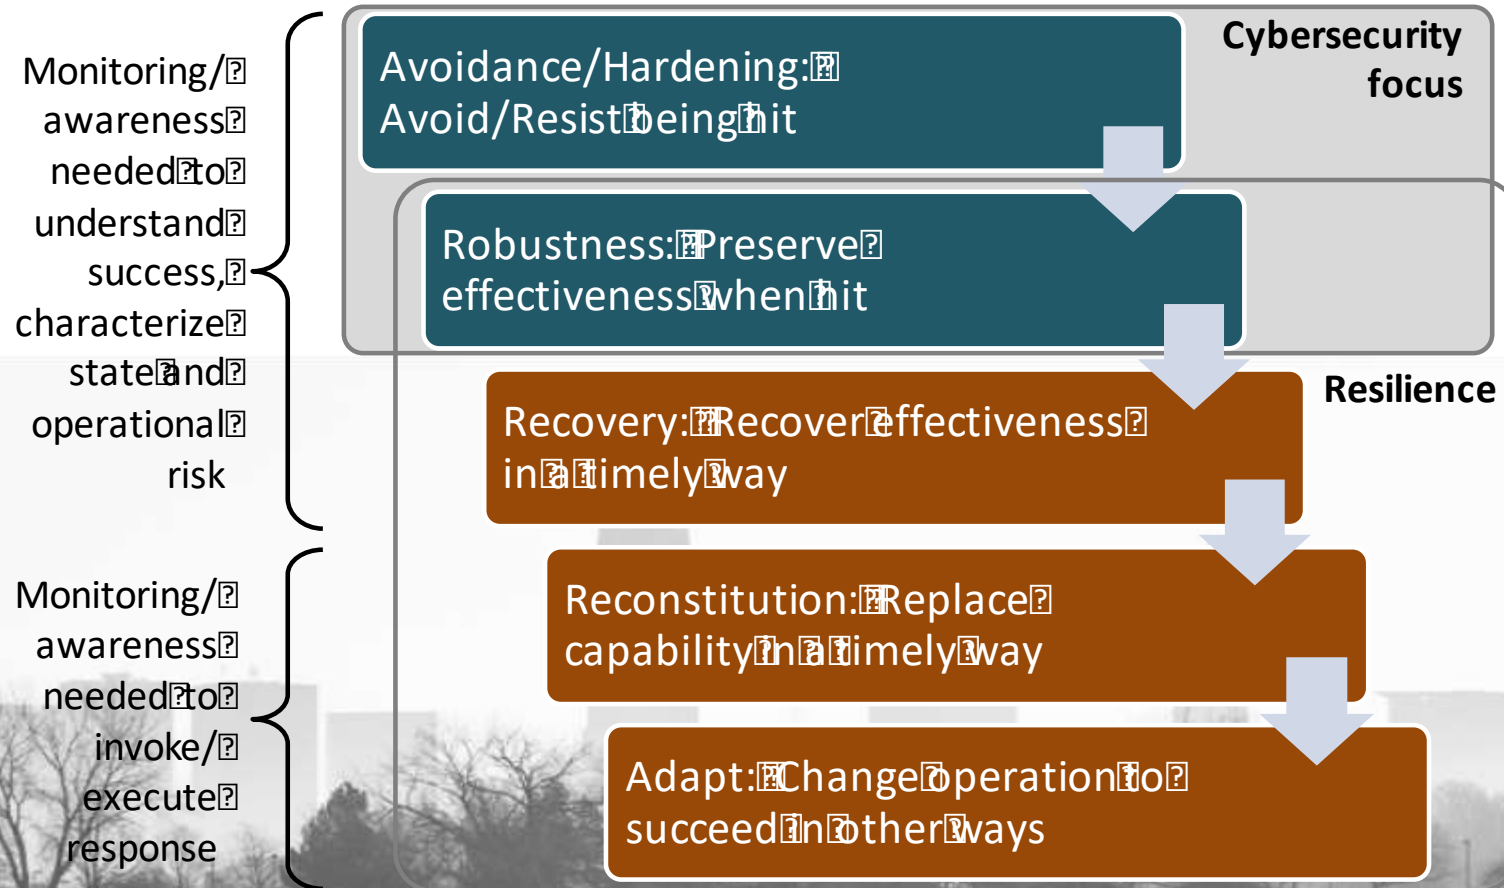 Monitoring/
awareness
needed to
understand
success,
characterize
state and
operational
risk
Monitoring/
awareness
needed to
invoke/
execute
response
Cybersecurity
focus
Avoidance/Hardening:
Avoid/Resist being hit
Robustness: Preserve
effectiveness when hit
Resilience
Recovery: Recover effectiveness
in a timely way
Reconstitution: Replace
capability in a timely way
Adapt: Change operation to
succeed in other ways